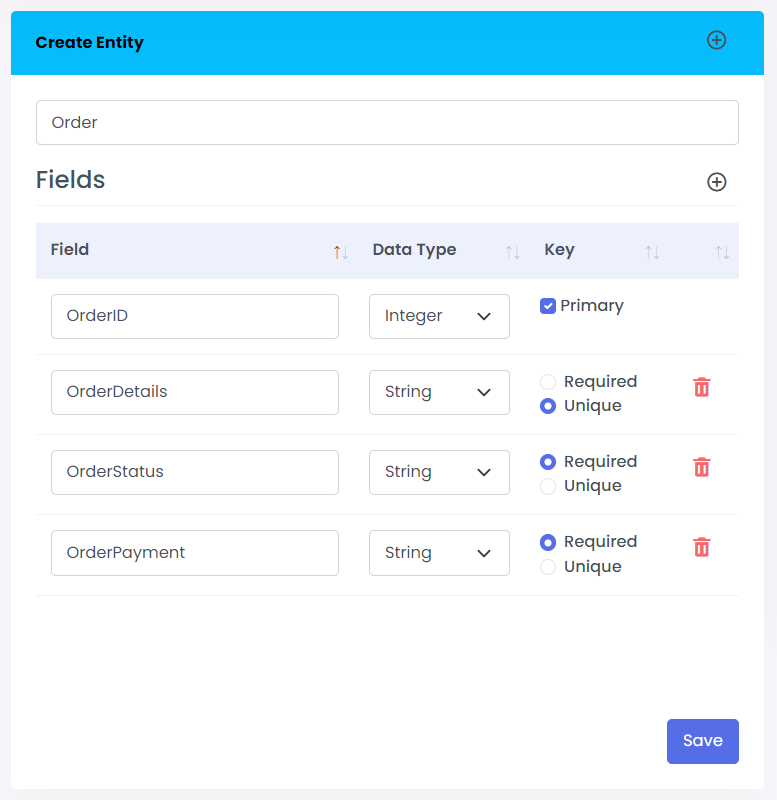 Create Entity
Order
Fields
Field Data Type Key
OrderID Integer Primary
OrderDetails String Required
Unique
OrderStatus String Required
Unique
OrderPayment String Required
Unique
Save